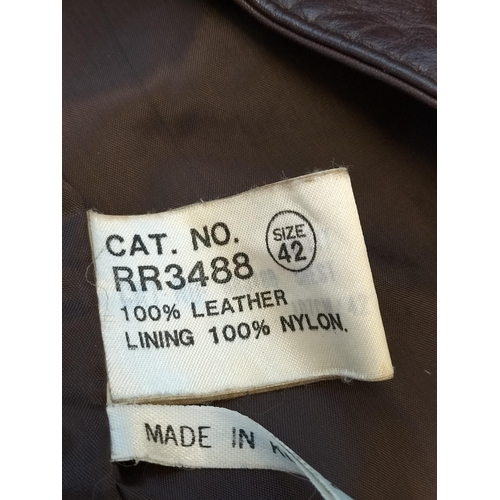 CAT. NO.
SIZE
42
RR3488
100% LEATHER
LINING 100% NYLON.
MADE IN